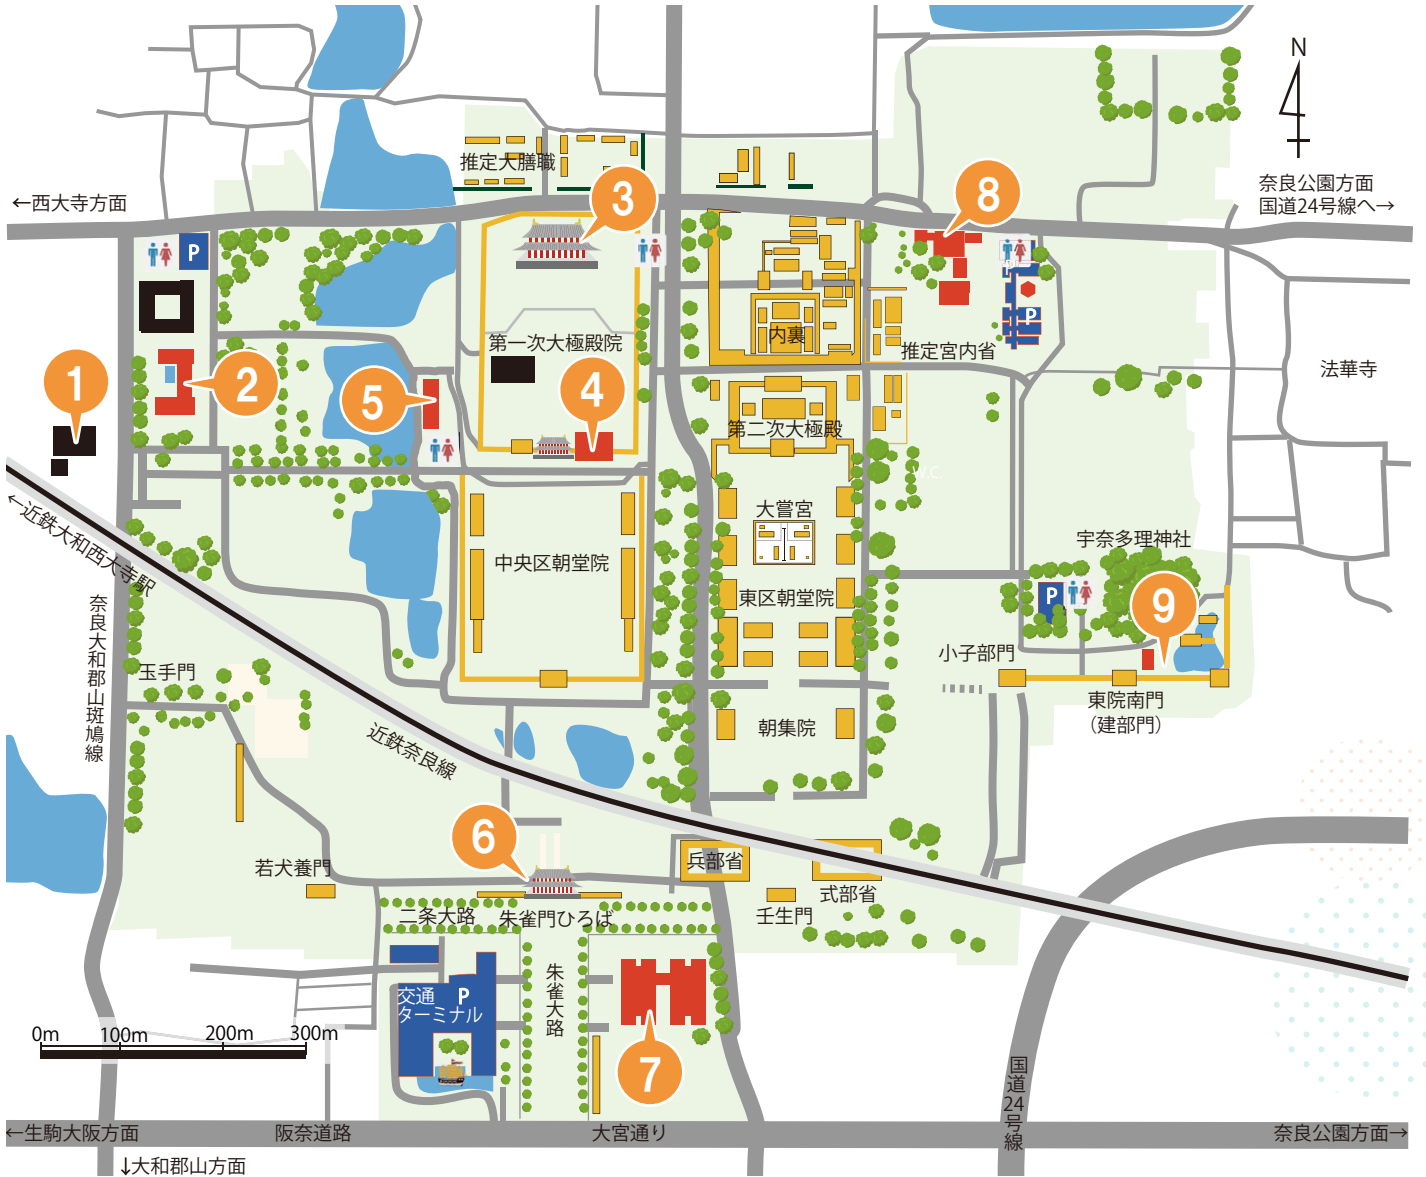 N
推定大膳職
3
8
奈良公園方面
国道24号線へ→
←西大寺方面
P
内裏
推定宮内省
P
第一次大極殿院
1
2
5
4
法華寺
第二次大極殿
W.C.
大嘗宮
←近鉄大和西大寺駅
中央区朝堂院
宇奈多理神社
P
9
東区朝堂院
奈良大和郡山斑鳩線
玉手門
小子部門
東院南門
（建部門）
朝集院
近鉄奈良線
6
若犬養門
兵部省
式部省
二条大路
朱雀門ひろば
壬生門
朱雀大路
交通
ターミナル
P
7
0m 100m 200m 300m
国道24号線
←生駒大阪方面
阪奈道路
大宮通り
奈良公園方面→
↓大和郡山方面